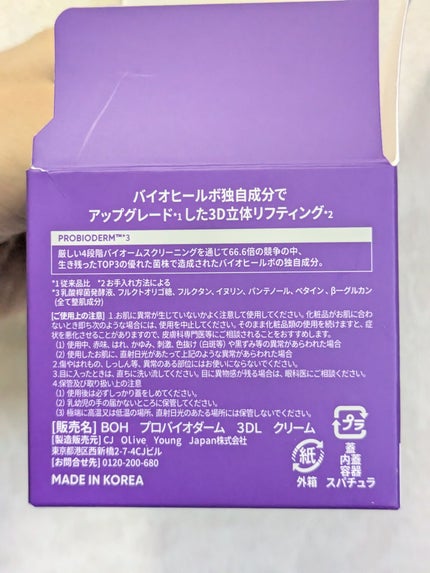 バイオヒールボ独自成分で
アップグレード*1した3D立体リフティング*2
PROBIODERM™*3
厳しい4段階バイオームスクリーニングを通じて66.6倍の競争の中、
生き残ったTOP3の優れた菌株で造成されたバイオヒールボの独自成分。
*1 従来品比 *2 お手入れ方法による
*3 乳酸桿菌発酵液、フルクトオリゴ糖、フルクタン、イヌリン、パンテノール、ベタイン、βーグルカン
(全て整肌成分)
【ご使用上の注意】1.お肌に異常が生じていないかよく注意して使用してください。化粧品がお肌に合わ
ないとき即ち次のような場合には、使用を中止してください。そのまま化粧品類の使用を続けますと、症
状を悪化させることがありますので、皮膚科専門医等にご相談されることをおすすめします。
(1) 使用中、赤味、はれ、かゆみ、刺激、色抜け(白斑等)や黒ずみ等の異常があらわれた場合
(2) 使用したお肌に、直射日光があたって上記のような異常があらわれた場合
2.傷やはれもの、しっしん等、異常のある部位にはお使いにならないでください。
3.目に入ったときは、直ちに洗い流してください。目に異物感が残る場合は、眼科医にご相談ください。
4.保管及び取り扱い上の注意
(1) 使用後は必ずしっかり蓋をしめてください。
(2) 乳幼児の手の届かないところに保管してください。
(3) 極端に高温又は低温の場所、直射日光のあたる場所には保管しないでください。
[販売名] BOH プロバイオダーム 3DL クリーム
[製造販売元] CJ Olive Young Japan株式会社
東京都港区西新橋2-7-4CJビル
[お問合せ先] 0120-200-680
MADE IN KOREA
紙
外箱
プラ
蓋
内蓋
容器
スパチュラ